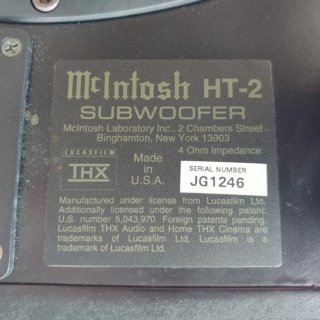 McIntosh HT-2
SUBWOOFER
McIntosh Laboratory Inc., 2 Chambers Street
Binghamton, New York 13903
4 Ohm Impedance
LUCASFILM
THX
Made
in
U.S.A.
SERIAL NUMBER
JG1246
Manufactured under license from Lucasfilm Ltd.
Additionally licensed under the following patent:
U.S. number 5,043,970. Foreign patents pending.
Lucasfilm THX Audio and Home THX Cinema are
trademarks of Lucasfilm Ltd. Lucasfilm is a
trademark of Lucasfilm Ltd.